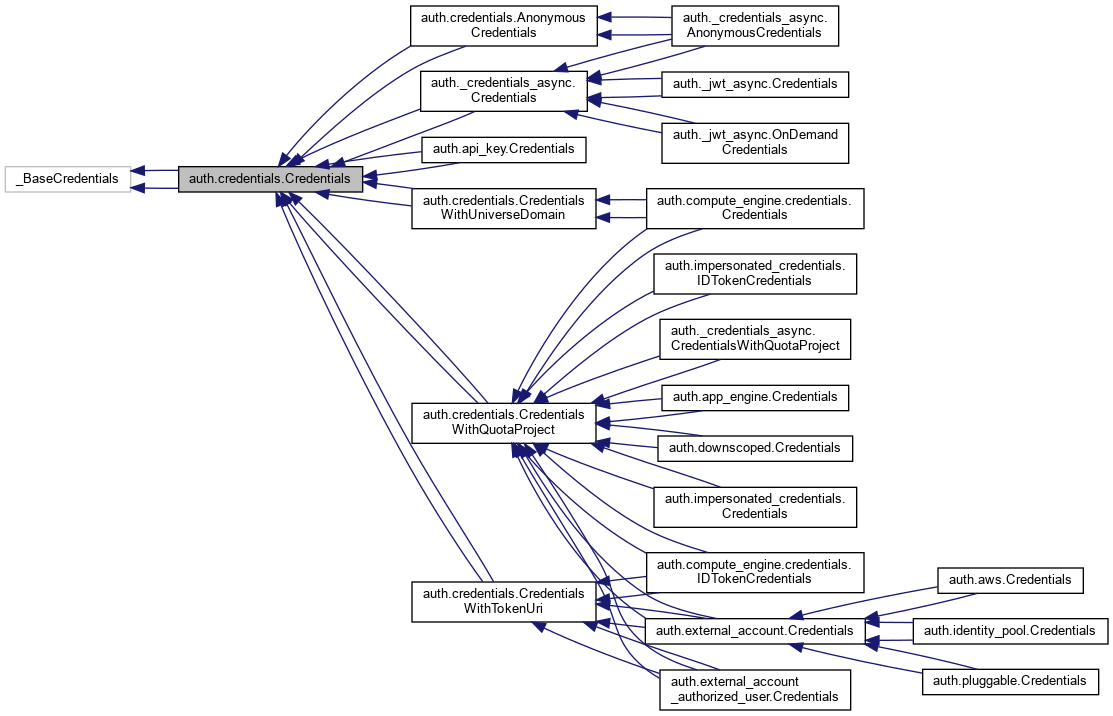 _BaseCredentials
auth.credentials.Credentials
auth.credentials.Anonymous
Credentials
auth._credentials_async.
Credentials
auth.api_key.Credentials
auth.credentials.Credentials
WithUniverseDomain
auth.credentials.Credentials
WithQuotaProject
auth.credentials.Credentials
WithTokenUri
auth._credentials_async.
AnonymousCredentials
auth._jwt_async.Credentials
auth._jwt_async.OnDemand
Credentials
auth.compute_engine.credentials.
Credentials
auth.impersonated_credentials.
IDTokenCredentials
auth._credentials_async.
CredentialsWithQuotaProject
auth.app_engine.Credentials
auth.downscoped.Credentials
auth.impersonated_credentials.
Credentials
auth.compute_engine.credentials.
IDTokenCredentials
auth.external_account.Credentials
auth.external_account
_authorized_user.Credentials
auth.aws.Credentials
auth.identity_pool.Credentials
auth.pluggable.Credentials